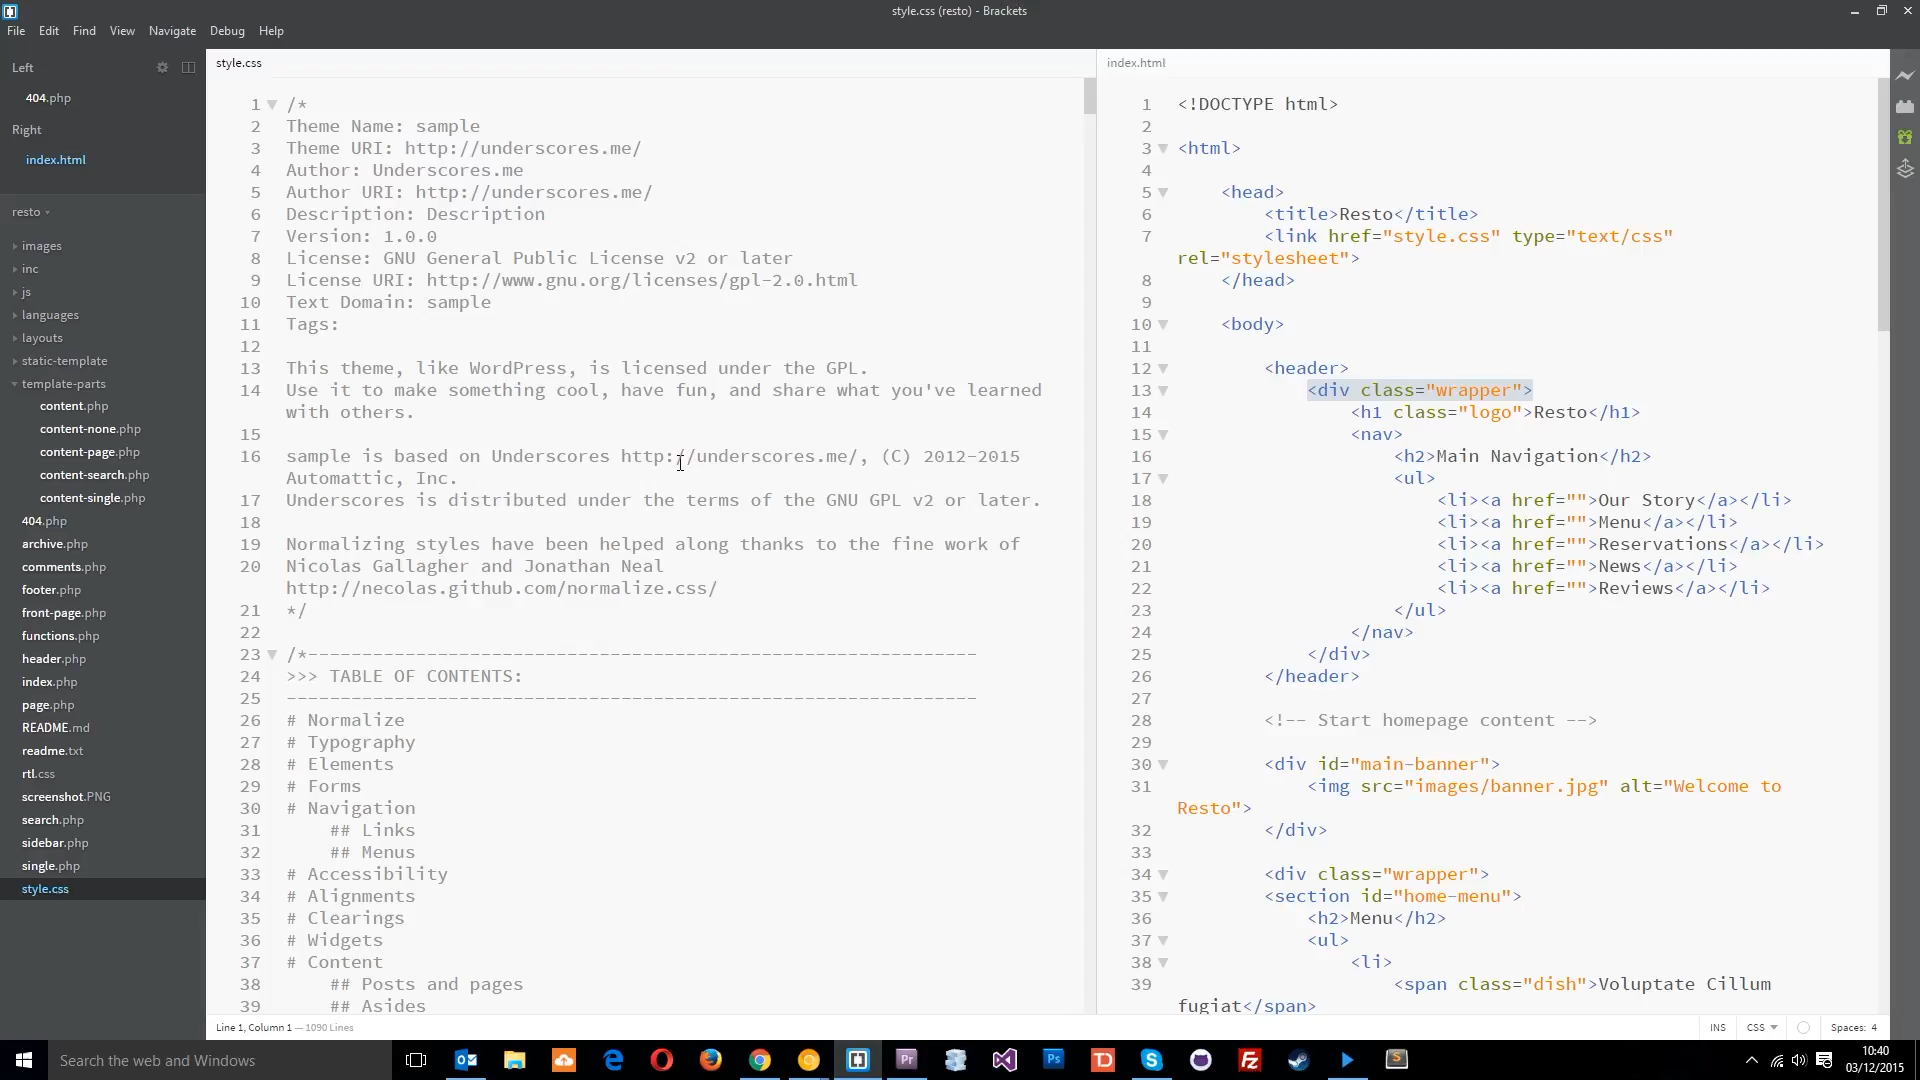 style.css (resto) - Brackets
File Edit Find View Navigate Debug Help
Left
404.php
Right
index.html
resto
images
inc
js
languages
layouts
static-template
template-parts
content.php
content-none.php
content-page.php
content-search.php
content-single.php
404.php
archive.php
comments.php
footer.php
front-page.php
functions.php
header.php
index.php
page.php
README.md
readme.txt
rtl.css
screenshot.PNG
search.php
sidebar.php
single.php
style.css
style.css
1 /*
2 Theme Name: sample
3 Theme URI: http://underscores.me/
4 Author: Underscores.me
5 Author URI: http://underscores.me/
6 Description: Description
7 Version: 1.0.0
8 License: GNU General Public License v2 or later
9 License URI: http://www.gnu.org/licenses/gpl-2.0.html
10 Text Domain: sample
11 Tags:
12
13 This theme, like WordPress, is licensed under the GPL.
14 Use it to make something cool, have fun, and share what you've learned
with others.
15
16 sample is based on Underscores http://underscores.me/, (C) 2012-2015
Automattic, Inc.
17 Underscores is distributed under the terms of the GNU GPL v2 or later.
18
19 Normalizing styles have been helped along thanks to the fine work of
20 Nicolas Gallagher and Jonathan Neal
http://necolas.github.com/normalize.css/
21 */
22
23 /*--------------------------------------------------------------
24 >>> TABLE OF CONTENTS:
25 ----------------------------------------------------------------
26 # Normalize
27 # Typography
28 # Elements
29 # Forms
30 # Navigation
31 ## Links
32 ## Menus
33 # Accessibility
34 # Alignments
35 # Clearings
36 # Widgets
37 # Content
38 ## Posts and pages
39 ## Asides
index.html
1 <!DOCTYPE html>
2
3 <html>
4
5 <head>
6 <title>Resto</title>
7 <link href="style.css" type="text/css"
rel="stylesheet">
8 </head>
9
10 <body>
11
12 <header>
13 <div class="wrapper">
14 <h1 class="logo">Resto</h1>
15 <nav>
16 <h2>Main Navigation</h2>
17 <ul>
18 <li><a href="">Our Story</a></li>
19 <li><a href="">Menu</a></li>
20 <li><a href="">Reservations</a></li>
21 <li><a href="">News</a></li>
22 <li><a href="">Reviews</a></li>
23 </ul>
24 </nav>
25 </div>
26 </header>
27
28 <!-- Start homepage content -->
29
30 <div id="main-banner">
31 <img src="images/banner.jpg" alt="Welcome to
Resto">
32 </div>
33
34 <div class="wrapper">
35 <section id="home-menu">
36 <h2>Menu</h2>
37 <ul>
38 <li>
39 <span class="dish">Voluptate Cillum
fugiat</span>
Line 1, Column 1 — 1090 Lines
INS CSS Spaces: 4
Search the web and Windows
10:40
03/12/2015